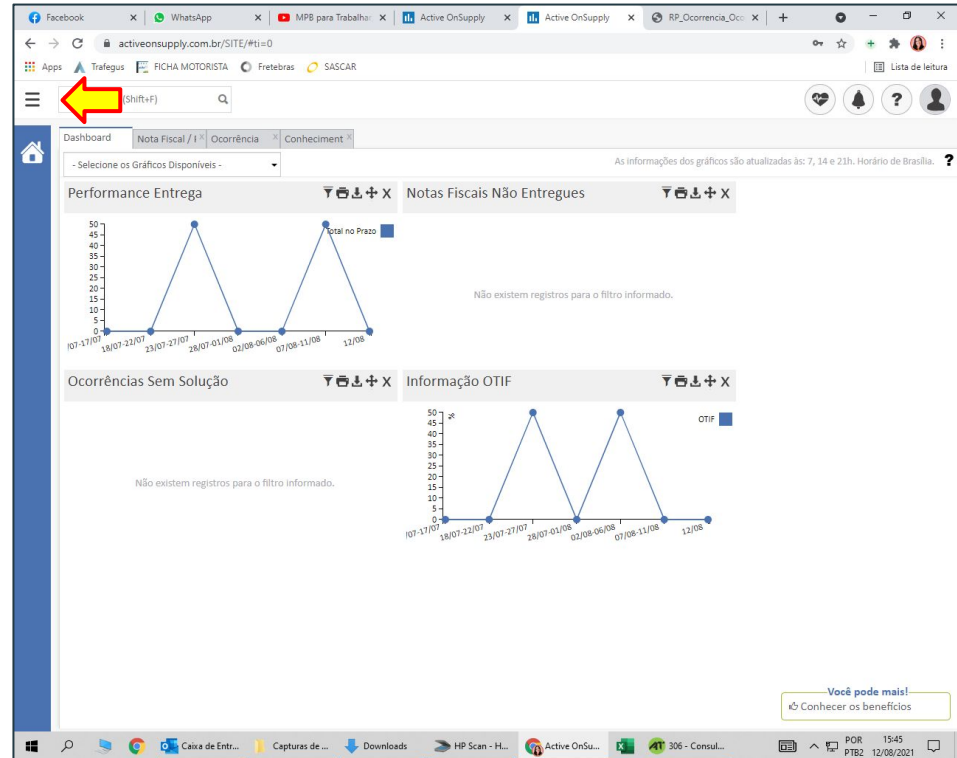 Facebook WhatsApp MPB para Trabalhar Active OnSupply Active OnSupply RP_Ocorrencia_Oco
activeonsupply.com.br/SITE/#ti=0
Apps Trafegus FICHA MOTORISTA Fretebras SASCAR Lista de leitura
(Shift+F)
Dashboard Nota Fiscal / Ocorrência Conheciment
- Selecione os Gráficos Disponíveis - As informações dos gráficos são atualizadas às: 7, 14 e 21h. Horário de Brasília. ?
Performance Entrega X Notas Fiscais Não Entregues X
Total no Prazo
50
45
40
35
30
25
20
15
10
5
0
/07-17/07 18/07-22/07 23/07-27/07 28/07-01/08 02/08-06/08 07/08-11/08 12/08
Não existem registros para o filtro informado.
Ocorrências Sem Solução X Informação OTIF X
Não existem registros para o filtro informado.
%
OTIF
50
45
40
35
30
25
20
15
10
5
0
/07-17/07 18/07-22/07 23/07-27/07 28/07-01/08 02/08-06/08 07/08-11/08 12/08
Você pode mais!
Conhecer os benefícios
Caixa de Entr... Capturas de ... Downloads HP Scan - H... Active OnSu... 306 - Consul... POR 15:45
PTB2 12/08/2021